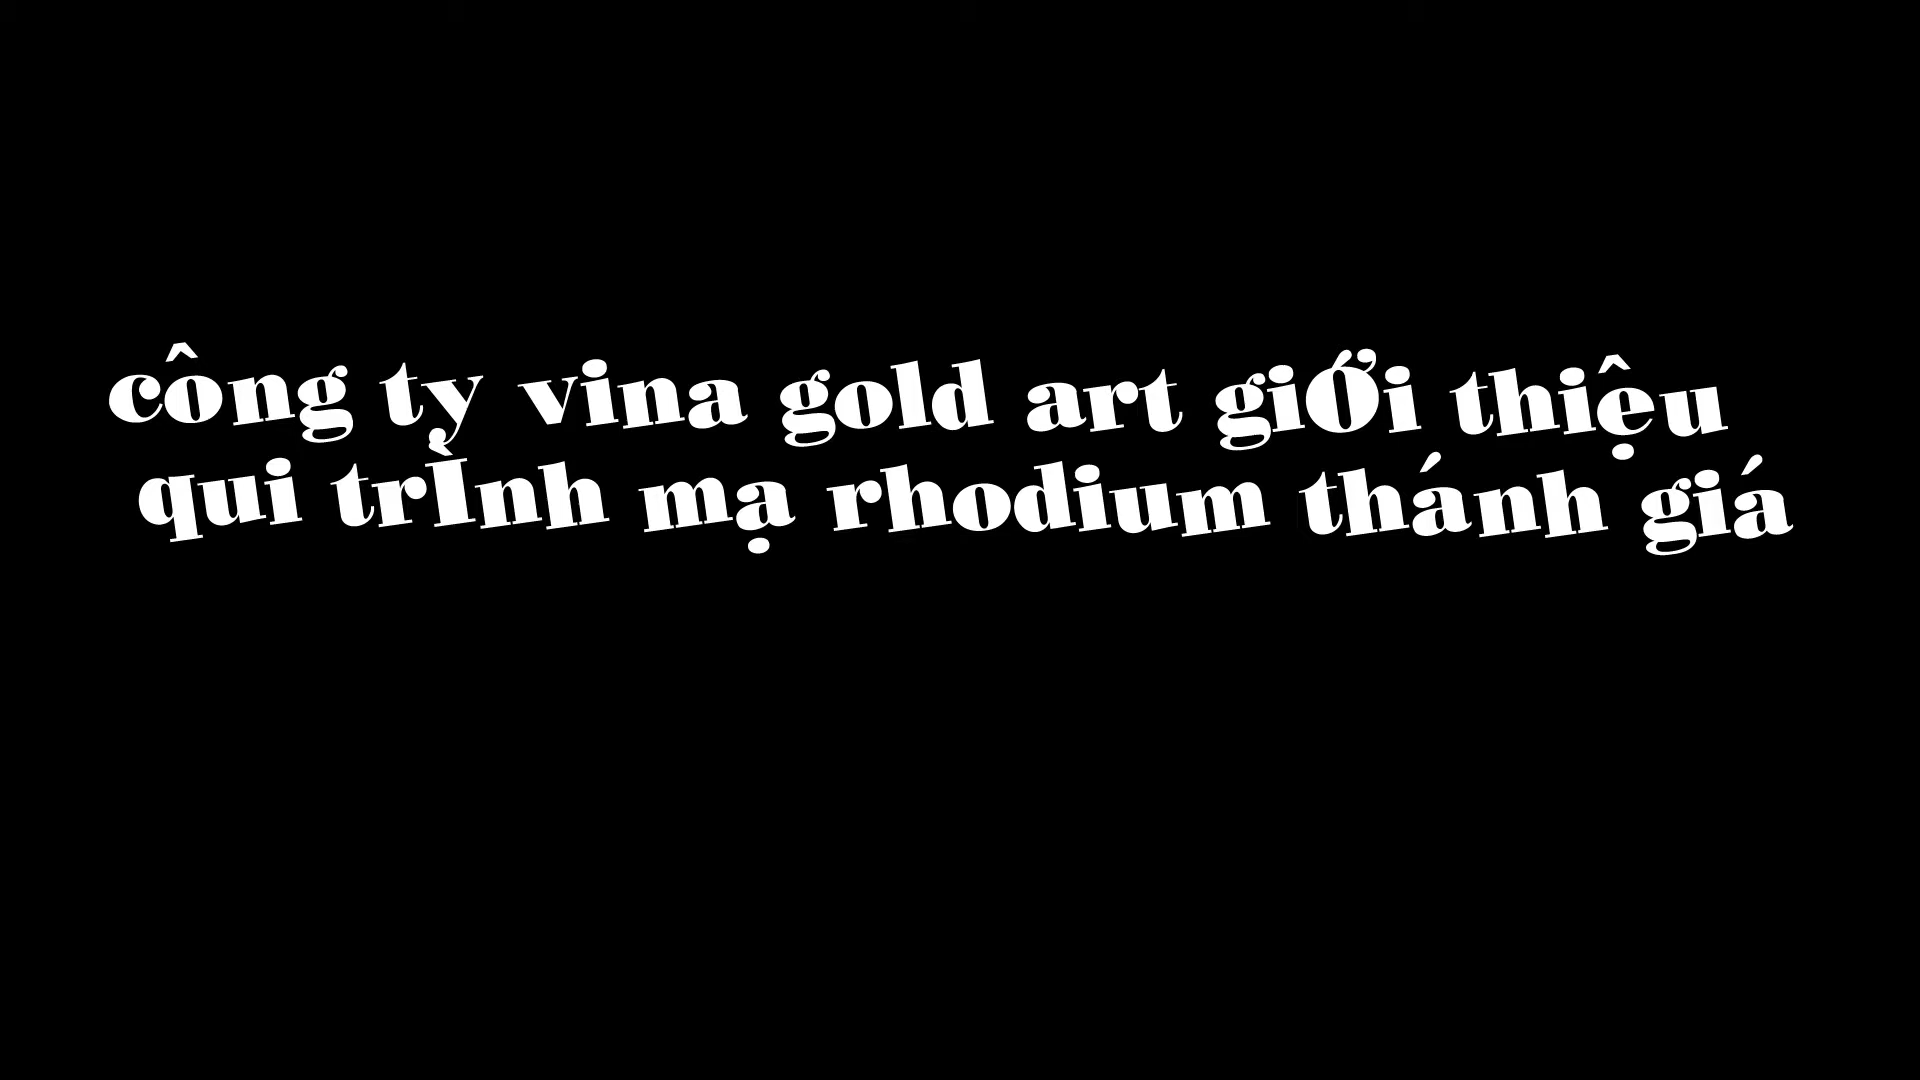 công ty vina gold art giỚi thiệu
qui trÌnh mạ rhodium thánh giá